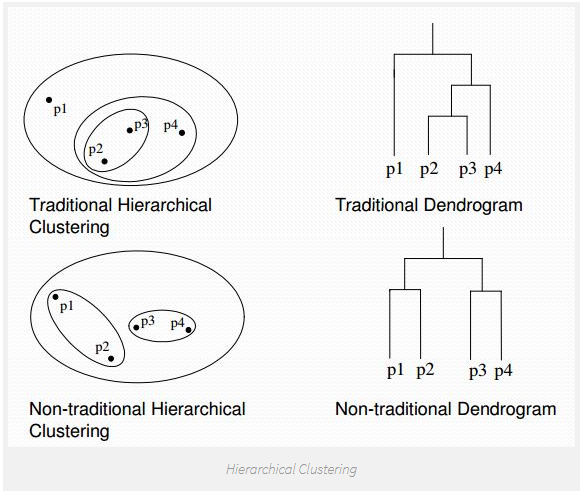 p1
p3
p4
p2
p1 p2 p3 p4
Traditional Hierarchical
Clustering
Traditional Dendrogram
p1
p3 p4
p2
p1 p2 p3 p4
Non-traditional Hierarchical
Clustering
Non-traditional Dendrogram
Hierarchical Clustering